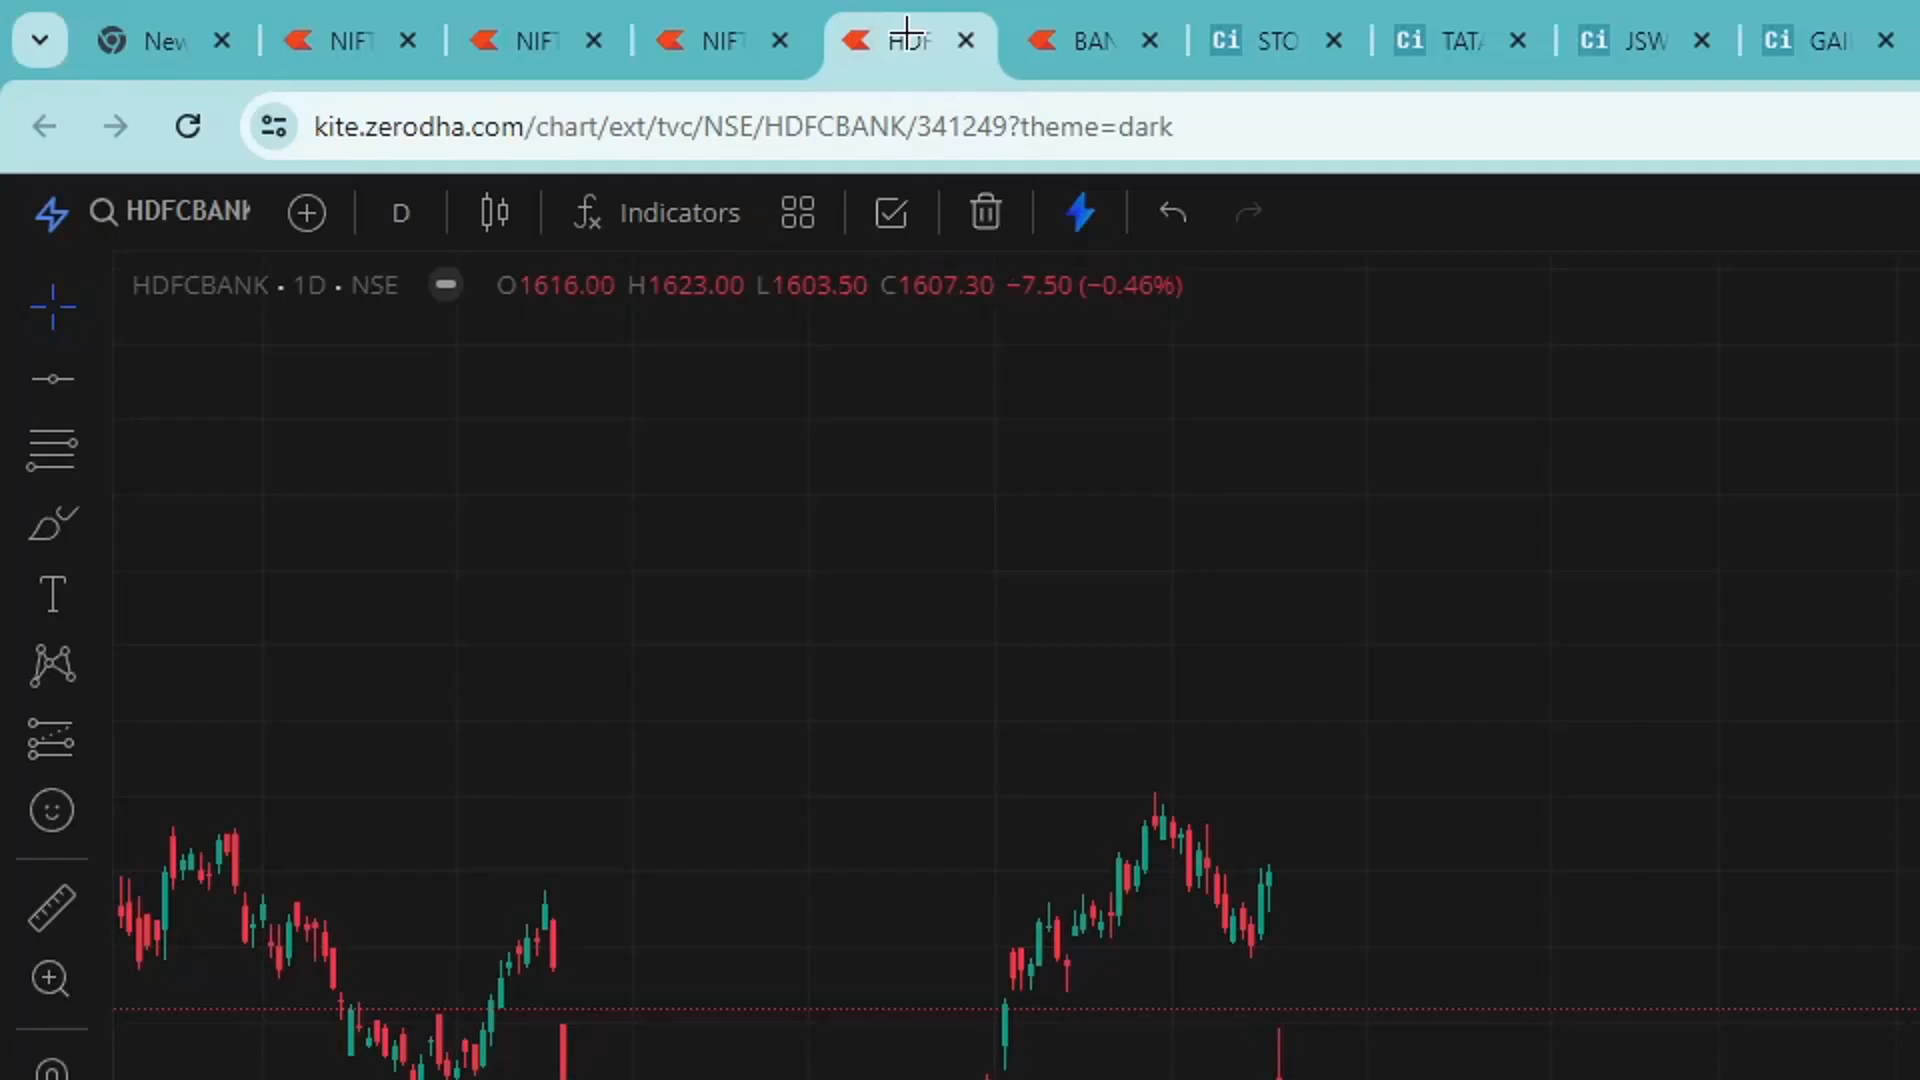 New NIFT NIFT NIFT HDF BAN Ci STO Ci TATA Ci JSW Ci GAI
kite.zerodha.com/chart/ext/tvc/NSE/HDFCBANK/341249?theme=dark
HDFCBANK D Indicators
HDFCBANK · 1D · NSE O1616.00 H1623.00 L1603.50 C1607.30 −7.50 (−0.46%)
T